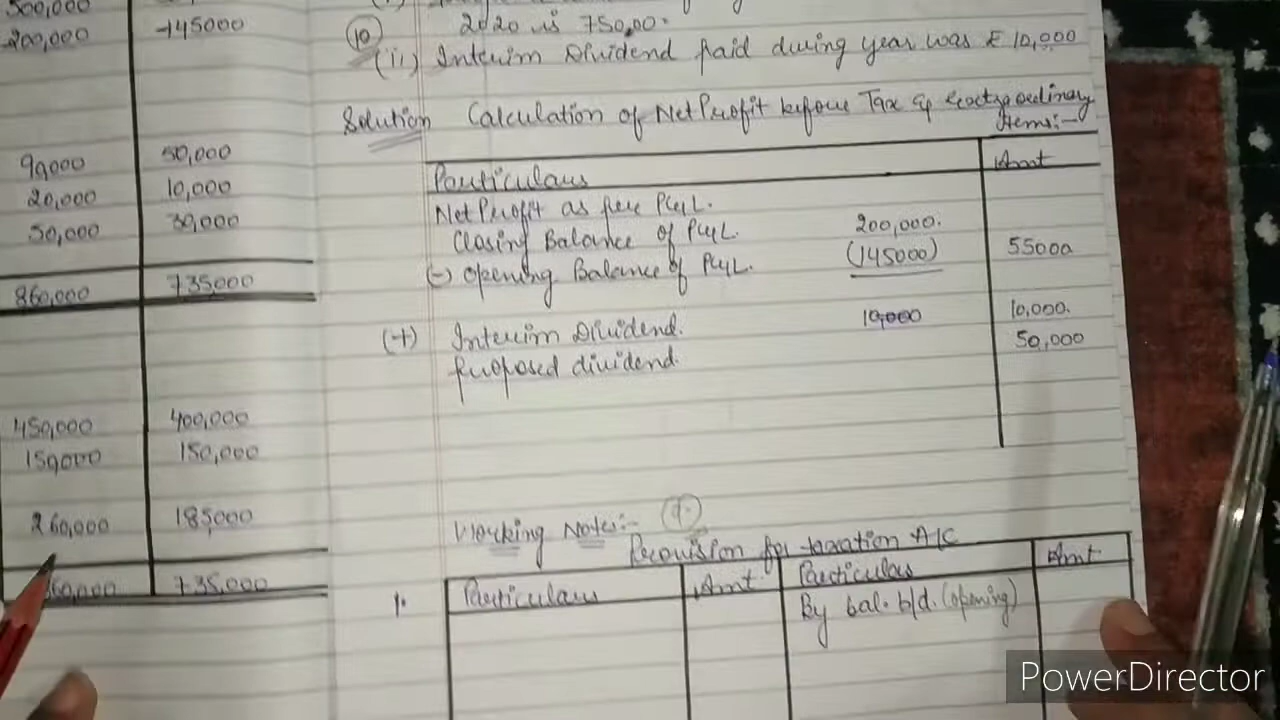 500,000
-200,000 -145000
10
2020 is 750,00.
(ii) Interim Dividend paid during year was ₹ 10,000
Solution Calculation of Net Profit before Tax & Extraordinary
Items:-
Particulars Amt
Net Profit as per P&L.
Closing Balance of P&L. 200,000.
(-) Opening Balance of P&L. (145000) 55000
(+) Interim Dividend. 10,000 10,000.
Proposed dividend. 50,000
90,000 50,000
20,000 10,000
50,000 30,000
860,000 735000
450,000 400,000
150,000 150,000
260,000 185000
60,000 735,000
Working Notes:-
Provision for taxation A/C
1. Particulars Amt Particulars Amt
By bal. b/d. (opening)
PowerDirector